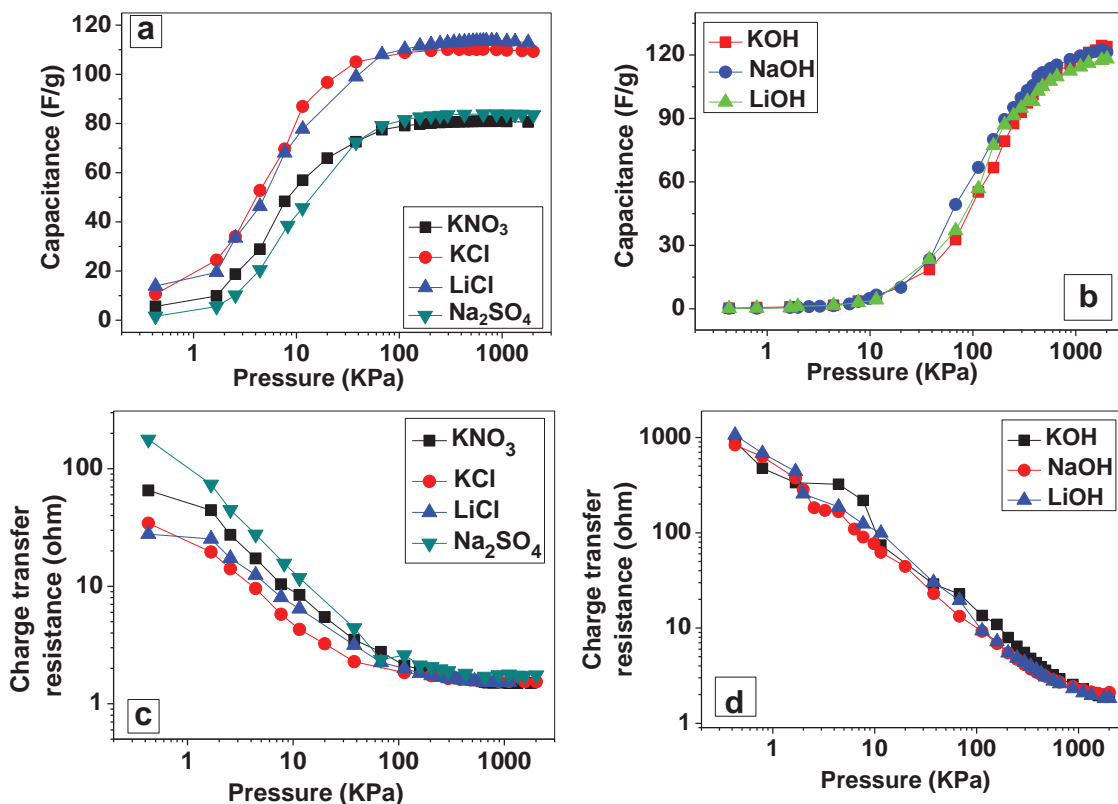 a
Capacitance (F/g)
120
100
80
60
40
20
0
KNO3
KCl
LiCl
Na2SO4
1
10
100
1000
Pressure (KPa)
b
Capacitance (F/g)
120
90
60
30
0
KOH
NaOH
LiOH
1
10
100
1000
Pressure (KPa)
c
Charge transfer
resistance (ohm)
100
10
1
KNO3
KCl
LiCl
Na2SO4
1
10
100
1000
Pressure (KPa)
d
Charge transfer
resistance (ohm)
1000
100
10
1
KOH
NaOH
LiOH
1
10
100
1000
Pressure (KPa)